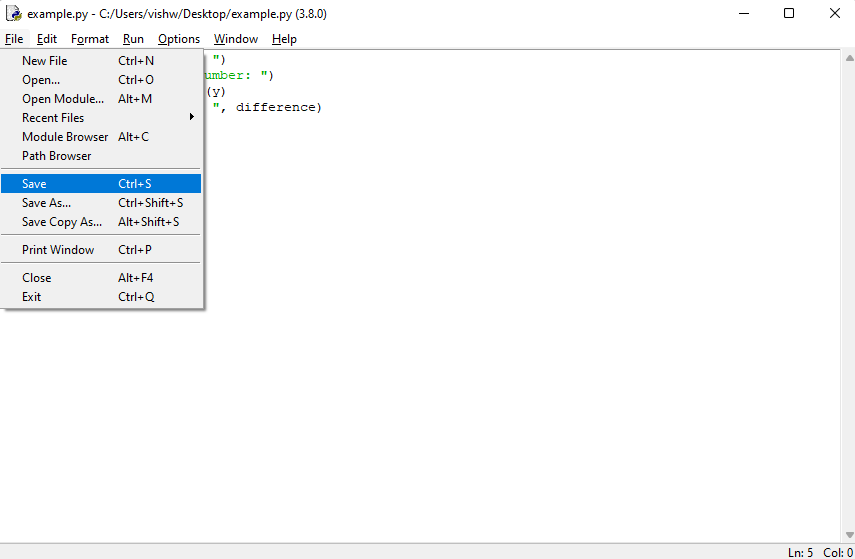 example.py - C:/Users/vishw/Desktop/example.py (3.8.0)
File Edit Format Run Options Window Help
New File Ctrl+N
Open... Ctrl+O
Open Module... Alt+M
Recent Files
Module Browser Alt+C
Path Browser
Save Ctrl+S
Save As... Ctrl+Shift+S
Save Copy As... Alt+Shift+S
Print Window Ctrl+P
Close Alt+F4
Exit Ctrl+Q
")
umber: ")
(y)
", difference)
Ln: 5 Col: 0